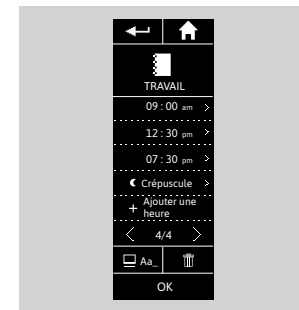 TRAVAIL
09 : 00 am
12 : 30 pm
07 : 30 pm
Crépuscule
+ Ajouter une
heure
4/4
Aa_
OK